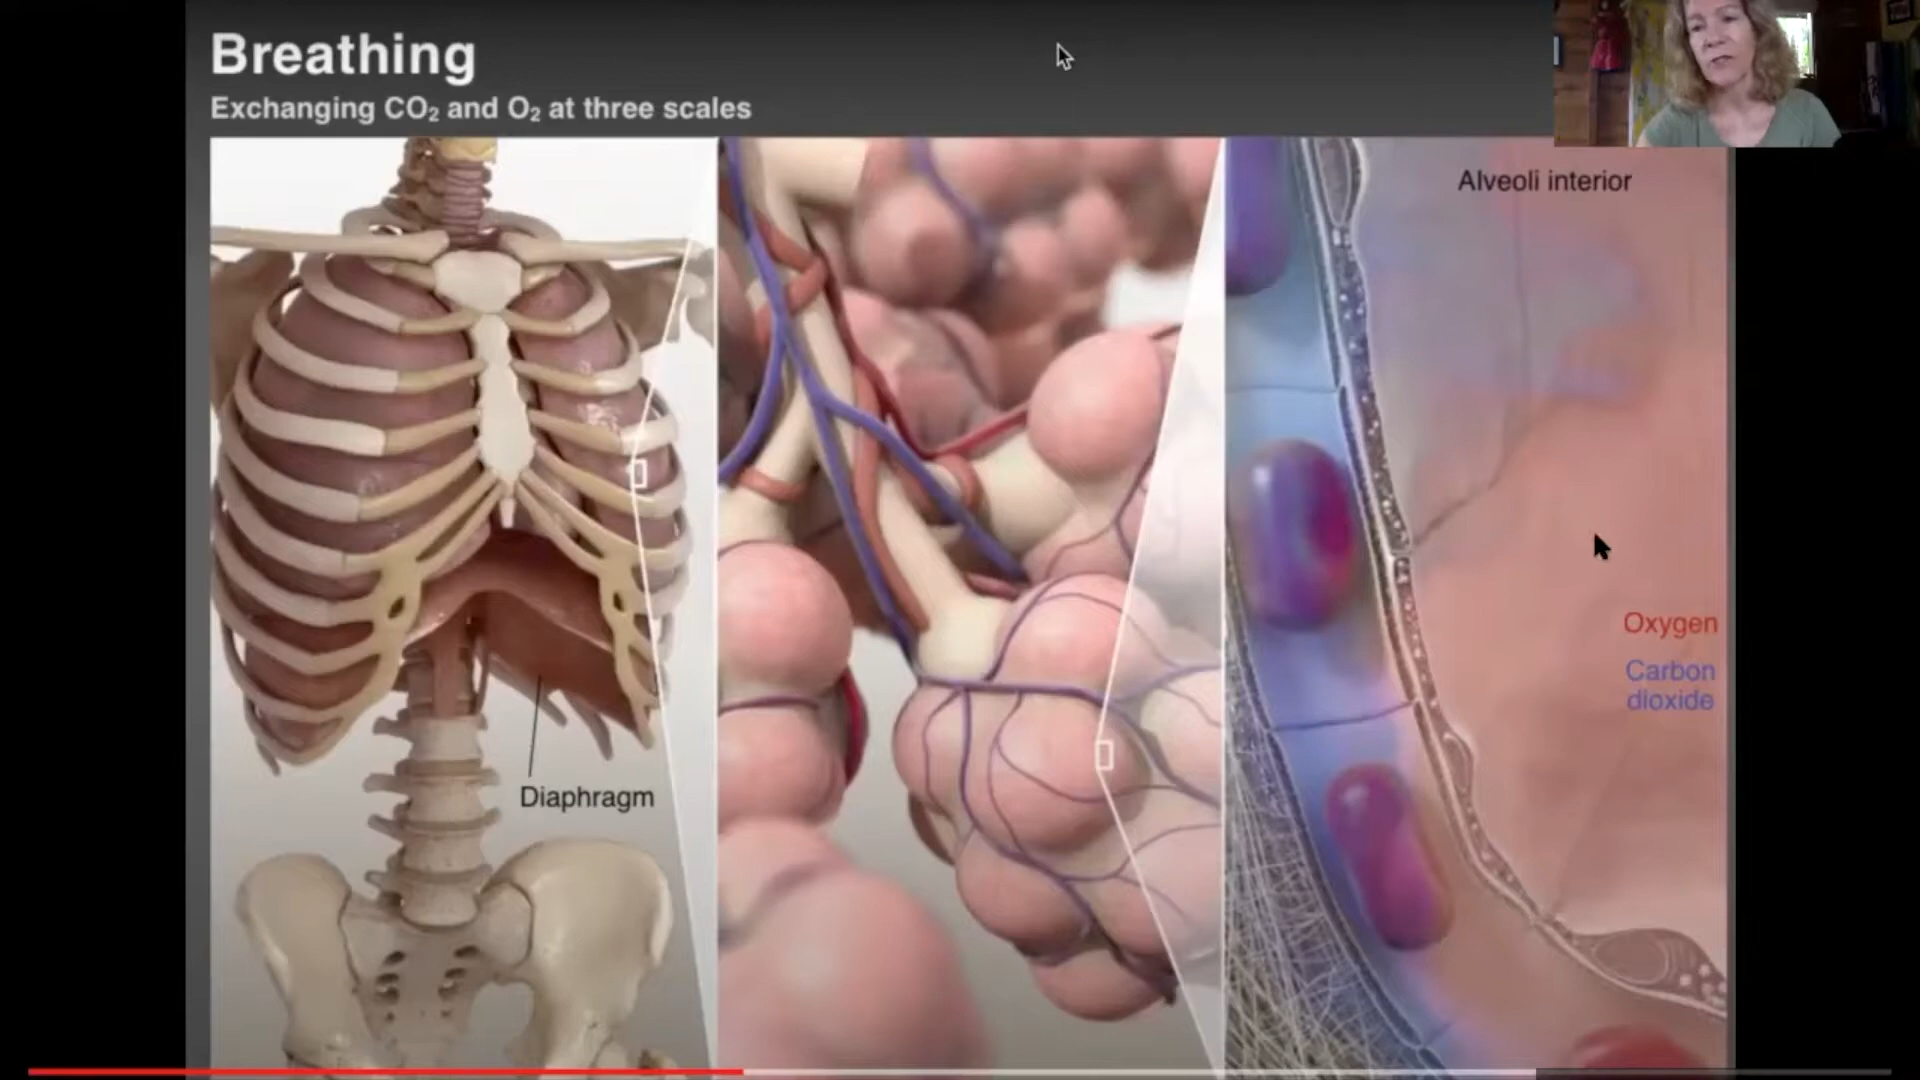 Breathing
Exchanging CO₂ and O₂ at three scales
Alveoli interior
Oxygen
Carbon
dioxide
Diaphragm